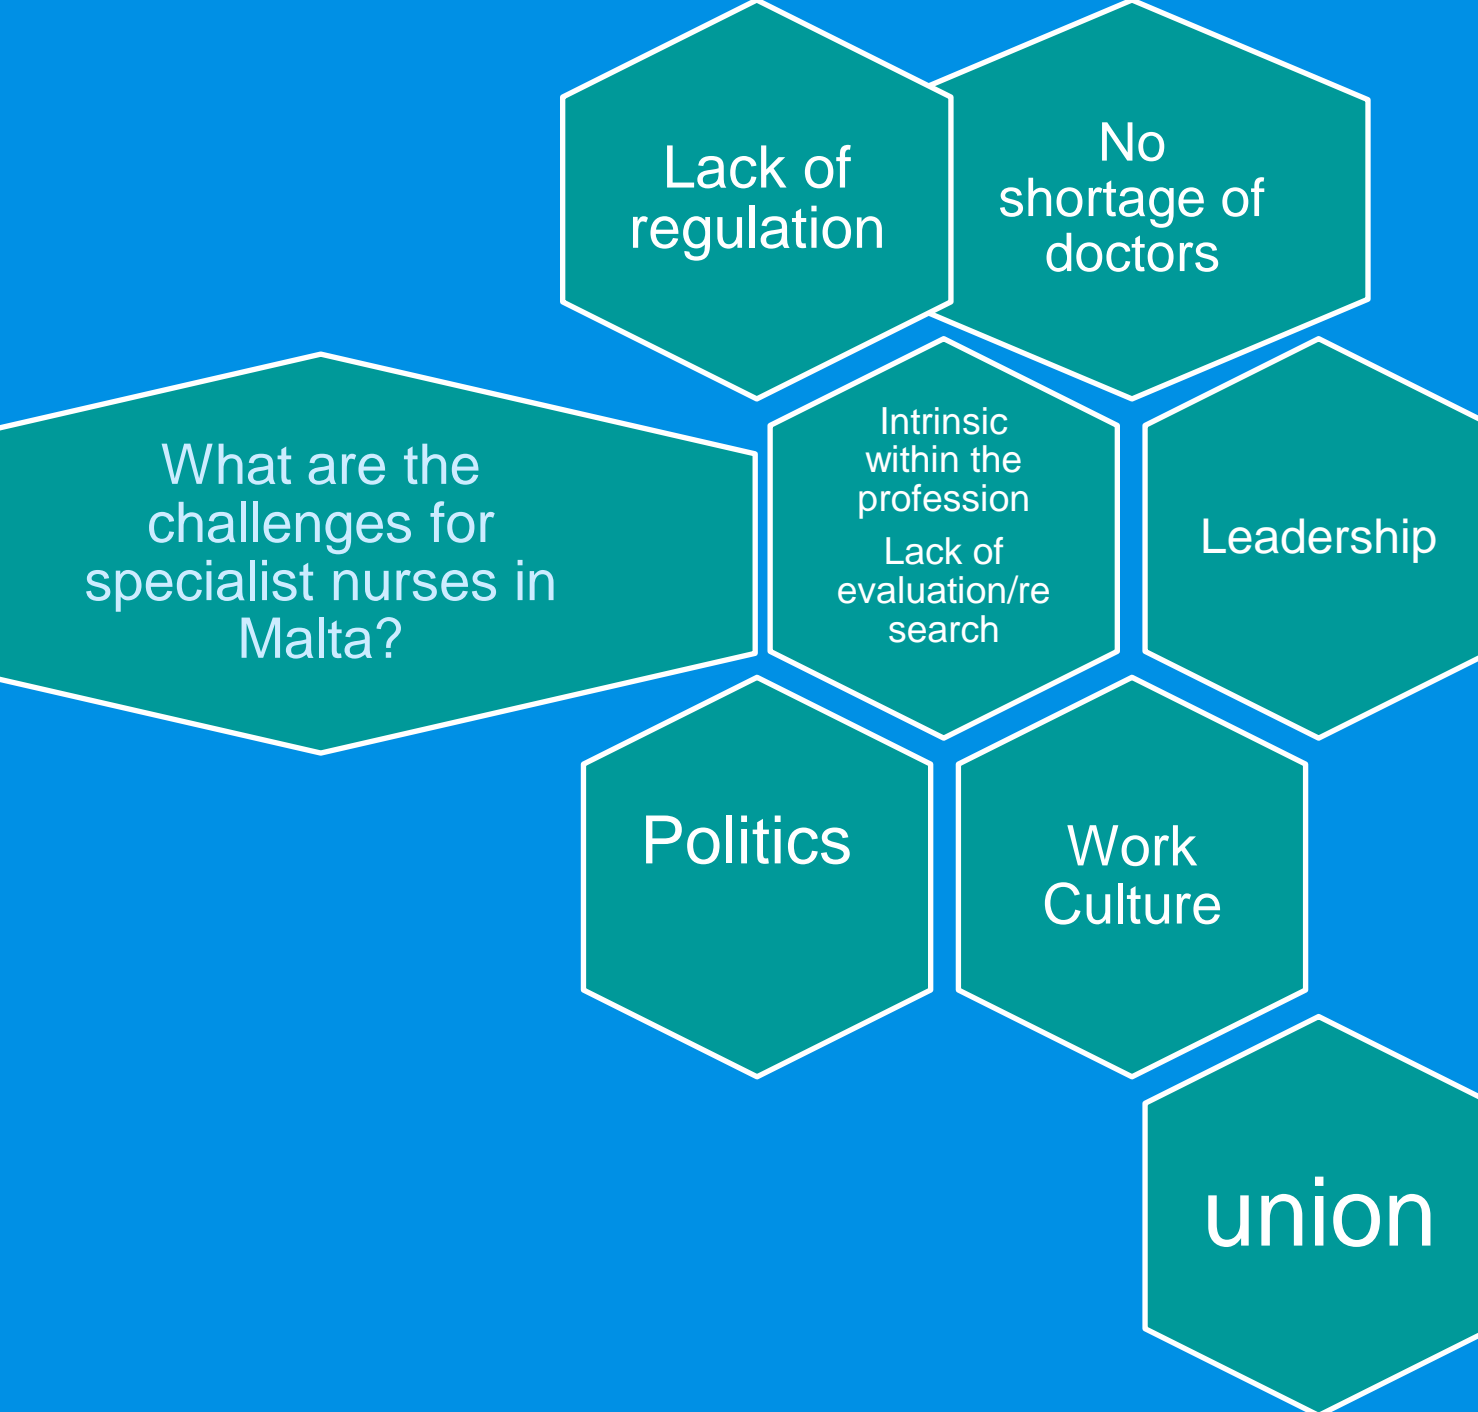 Lack of
regulation
No
shortage of
doctors
What are the
challenges for
specialist nurses in
Malta?
Intrinsic
within the
profession
Lack of
evaluation/re
search
Leadership
Politics
Work
Culture
union